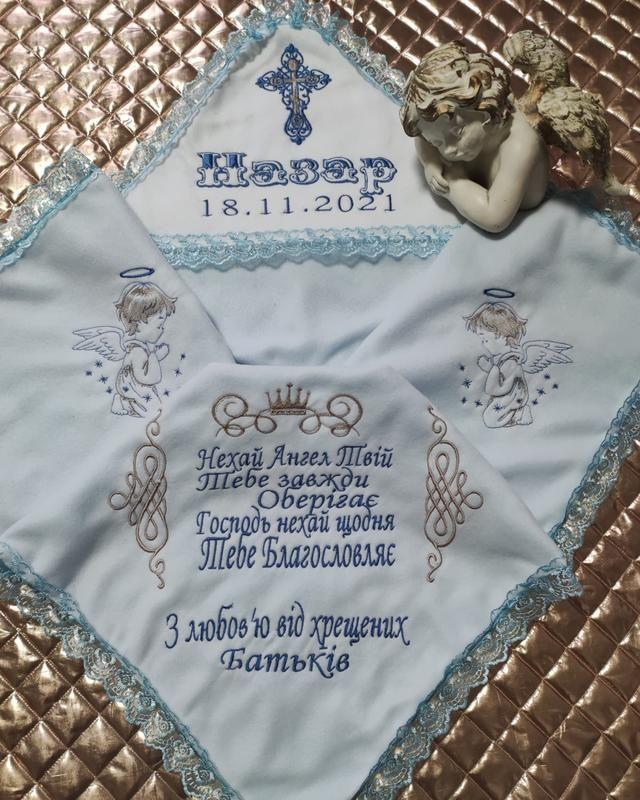 Назар
18.11.2021
Нехай Ангел Твій
Тебе завжди
Оберігає
Господь нехай щодня
Тебе Благословляє
З любов'ю від хрещених
Батьків